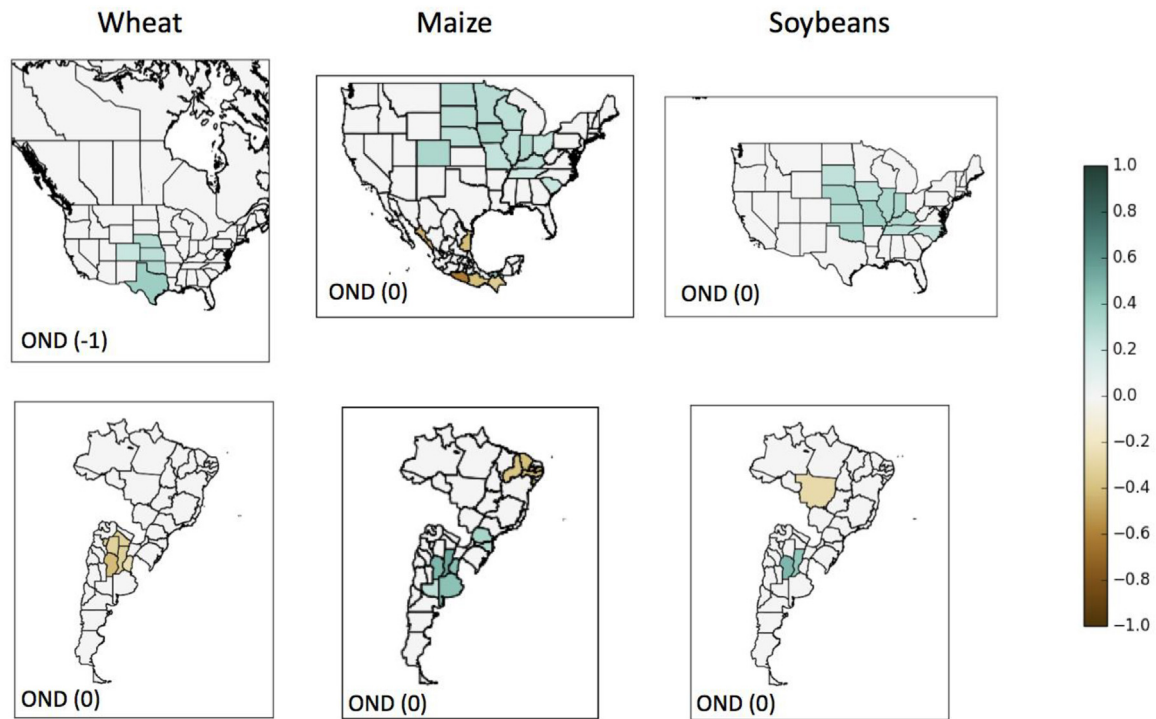 Wheat
Maize
Soybeans
OND (-1)
OND (0)
OND (0)
1.0
0.8
0.6
0.4
0.2
0.0
−0.2
−0.4
−0.6
−0.8
−1.0
OND (0)
OND (0)
OND (0)